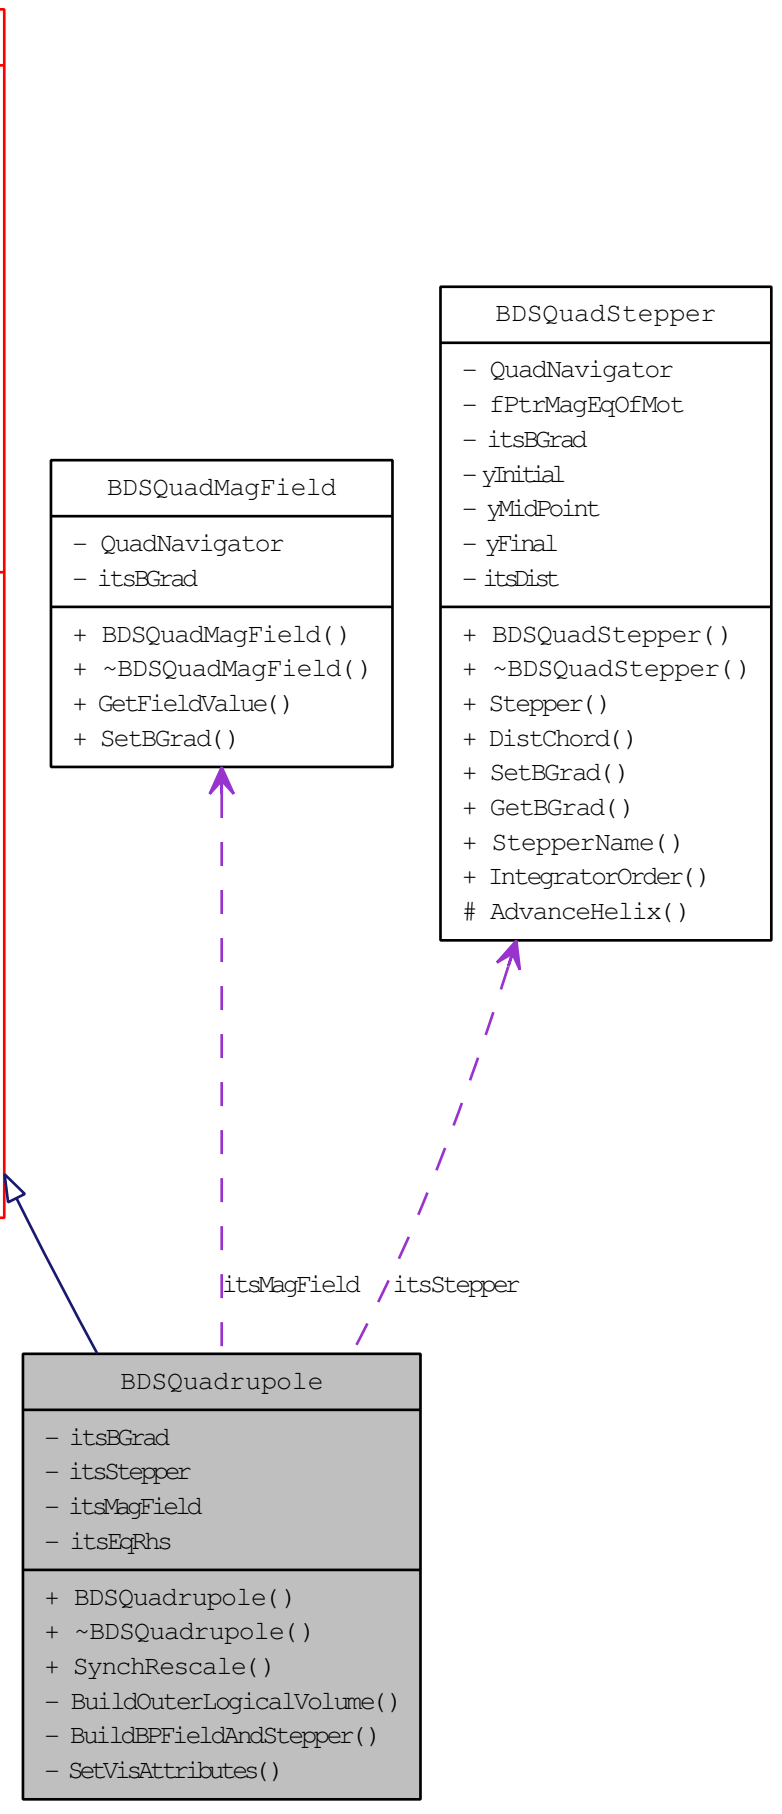 BDSQuadStepper
- QuadNavigator
- fPtrMagEqOfMot
- itsBGrad
- yInitial
- yMidPoint
- yFinal
- itsDist
+ BDSQuadStepper()
+ ~BDSQuadStepper()
+ Stepper()
+ DistChord()
+ SetBGrad()
+ GetBGrad()
+ StepperName()
+ IntegratorOrder()
# AdvanceHelix()
BDSQuadMagField
- QuadNavigator
- itsBGrad
+ BDSQuadMagField()
+ ~BDSQuadMagField()
+ GetFieldValue()
+ SetBGrad()
itsMagField
itsStepper
BDSQuadrupole
- itsBGrad
- itsStepper
- itsMagField
- itsEqRhs
+ BDSQuadrupole()
+ ~BDSQuadrupole()
+ SynchRescale()
- BuildOuterLogicalVolume()
- BuildBPFieldAndStepper()
- SetVisAttributes()